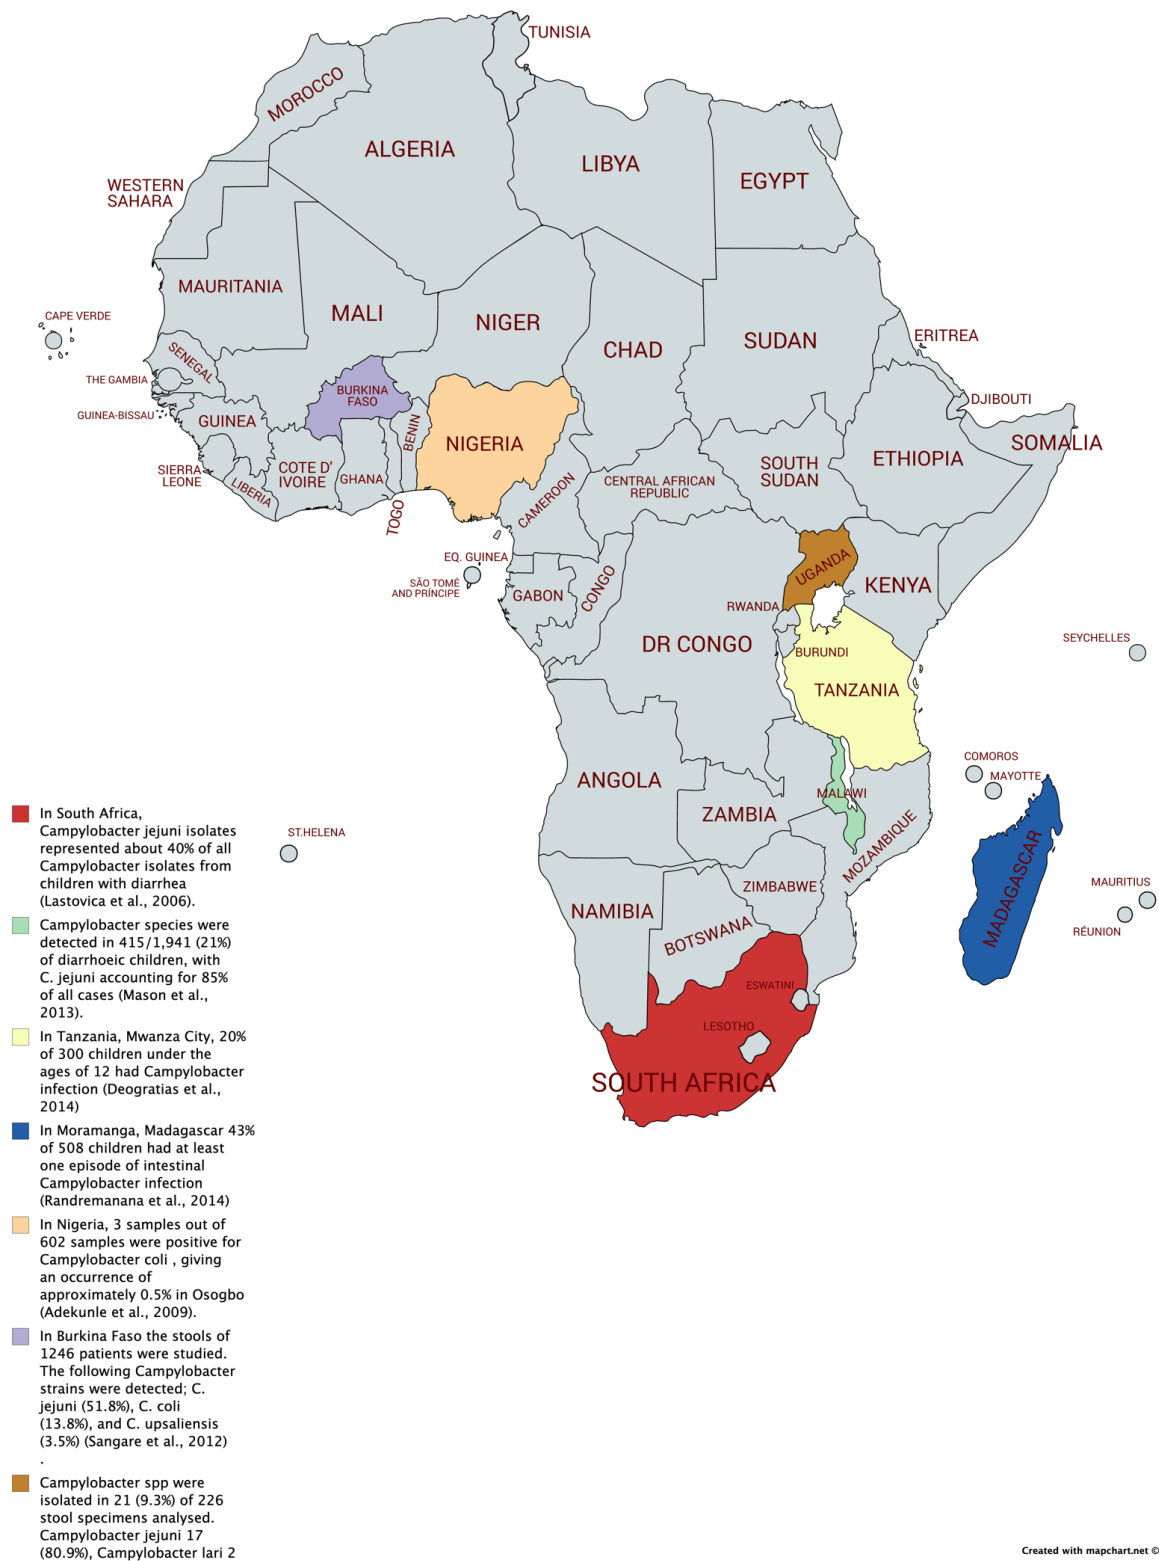 TUNISIA
MOROCCO
ALGERIA
LIBYA
EGYPT
WESTERN
SAHARA
MAURITANIA
MALI
NIGER
CHAD
SUDAN
ERITREA
CAPE VERDE
SENEGAL
THE GAMBIA
GUINEA-BISSAU
GUINEA
BURKINA
FASO
BENIN
NIGERIA
DJIBOUTI
SOMALIA
ETHIOPIA
SOUTH
SUDAN
SIERRA
LEONE
LIBERIA
COTE D'
IVOIRE
GHANA
TOGO
CAMEROON
CENTRAL AFRICAN
REPUBLIC
EQ. GUINEA
SÃO TOMÉ
AND PRÍNCIPE
GABON
CONGO
UGANDA
KENYA
RWANDA
DR CONGO
BURUNDI
TANZANIA
SEYCHELLES
COMOROS
MAYOTTE
ANGOLA
MALAWI
ZAMBIA
MOZAMBIQUE
ST.HELENA
MADAGASCAR
MAURITIUS
RÉUNION
ZIMBABWE
NAMIBIA
BOTSWANA
ESWATINI
LESOTHO
SOUTH AFRICA
In South Africa,
Campylobacter jejuni isolates
represented about 40% of all
Campylobacter isolates from
children with diarrhea
(Lastovica et al., 2006).
Campylobacter species were
detected in 415/1,941 (21%)
of diarrhoeic children, with
C. jejuni accounting for 85%
of all cases (Mason et al.,
2013).
In Tanzania, Mwanza City, 20%
of 300 children under the
ages of 12 had Campylobacter
infection (Deogratias et al.,
2014)
In Moramanga, Madagascar 43%
of 508 children had at least
one episode of intestinal
Campylobacter infection
(Randremanana et al., 2014)
In Nigeria, 3 samples out of
602 samples were positive for
Campylobacter coli , giving
an occurrence of
approximately 0.5% in Osogbo
(Adekunle et al., 2009).
In Burkina Faso the stools of
1246 patients were studied.
The following Campylobacter
strains were detected; C.
jejuni (51.8%), C. coli
(13.8%), and C. upsaliensis
(3.5%) (Sangare et al., 2012)
.
Campylobacter spp were
isolated in 21 (9.3%) of 226
stool specimens analysed.
Campylobacter jejuni 17
(80.9%), Campylobacter lari 2
Created with mapchart.net ©